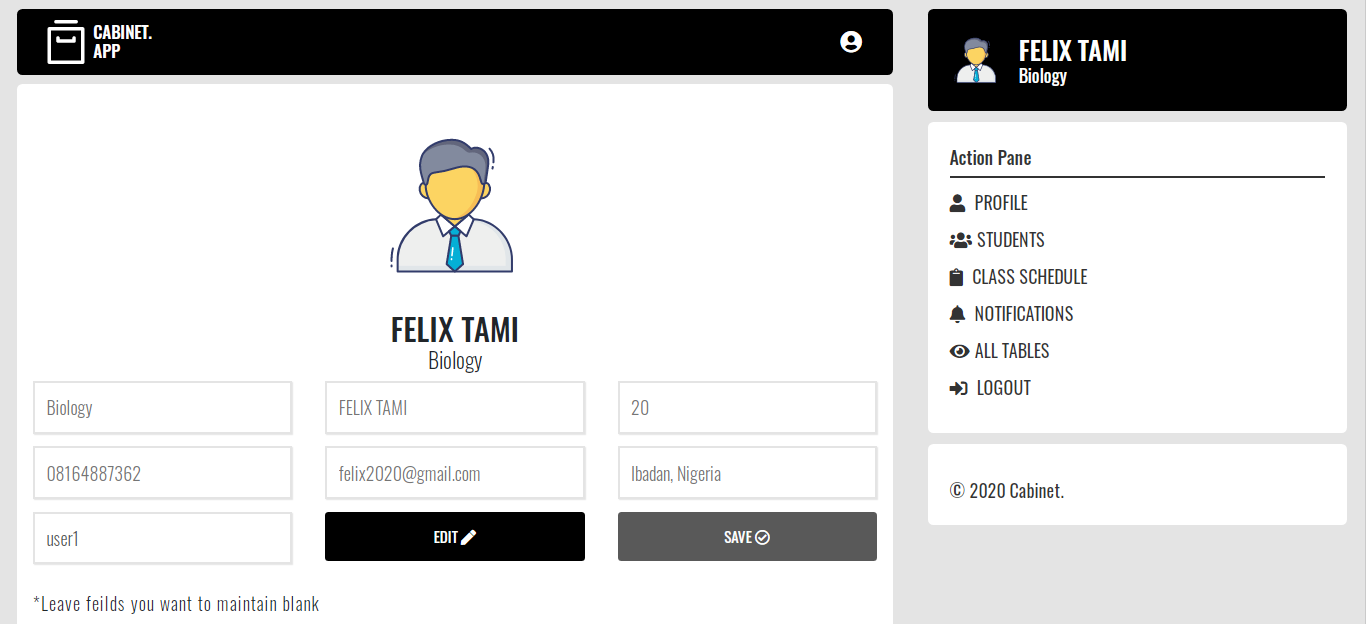 CABINET.
APP
FELIX TAMI
Biology
Biology
FELIX TAMI
20
08164887362
felix2020@gmail.com
Ibadan, Nigeria
user1
EDIT
SAVE
*Leave feilds you want to maintain blank
FELIX TAMI
Biology
Action Pane
PROFILE
STUDENTS
CLASS SCHEDULE
NOTIFICATIONS
ALL TABLES
LOGOUT
© 2020 Cabinet.